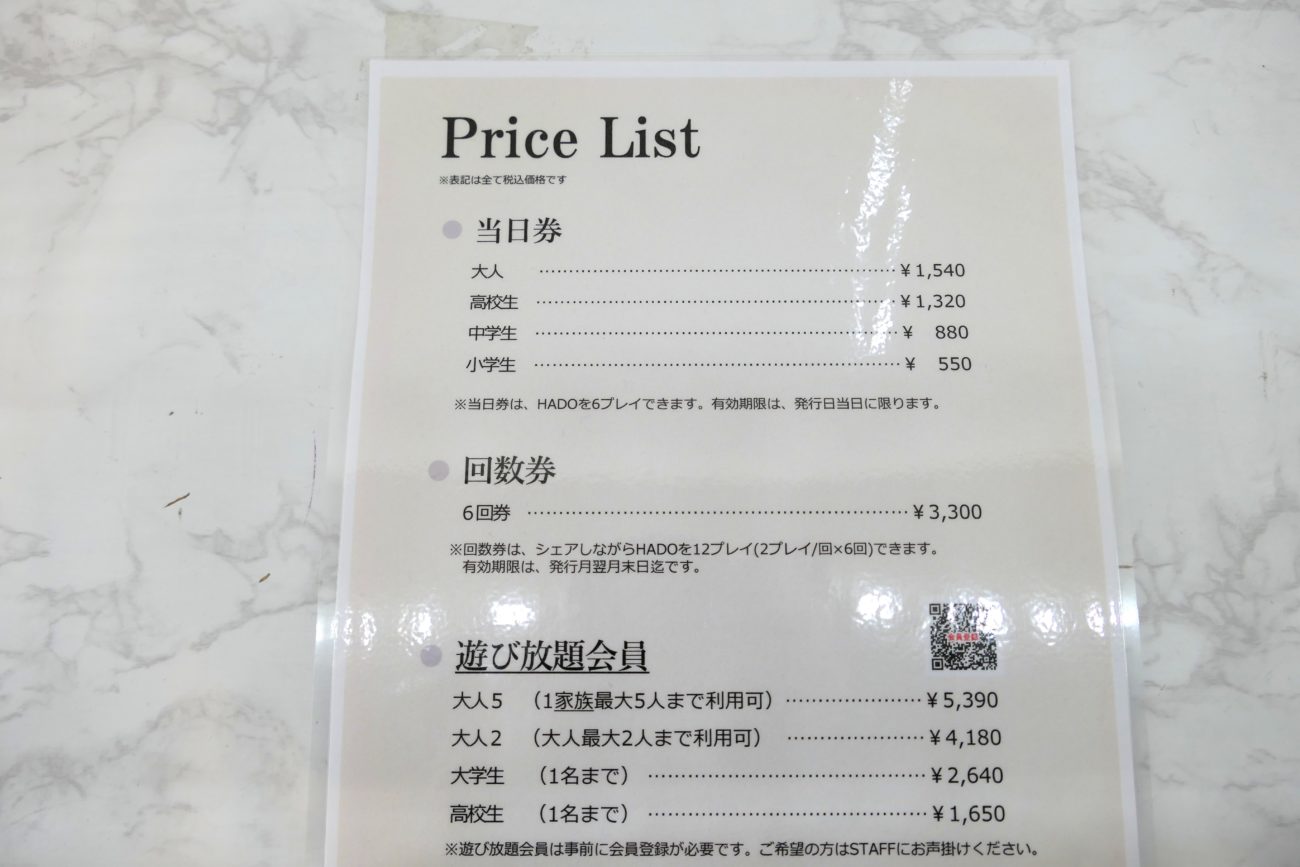 Price List
※表記は全て税込価格です
当日券
大人 ¥1,540
高校生 ¥1,320
中学生 ¥ 880
小学生 ¥ 550
※当日券は、HADOを6プレイできます。有効期限は、発行日当日に限ります。
回数券
6回券 ¥3,300
※回数券は、シェアしながらHADOを12プレイ(2プレイ/回×6回)できます。
有効期限は、発行月翌月末日迄です。
会員登録
遊び放題会員
大人5 （1家族最大5人まで利用可） ¥5,390
大人2 （大人最大2人まで利用可） ¥4,180
大学生 （1名まで） ¥2,640
高校生 （1名まで） ¥1,650
※遊び放題会員は事前に会員登録が必要です。ご希望の方はSTAFFにお声掛けください。